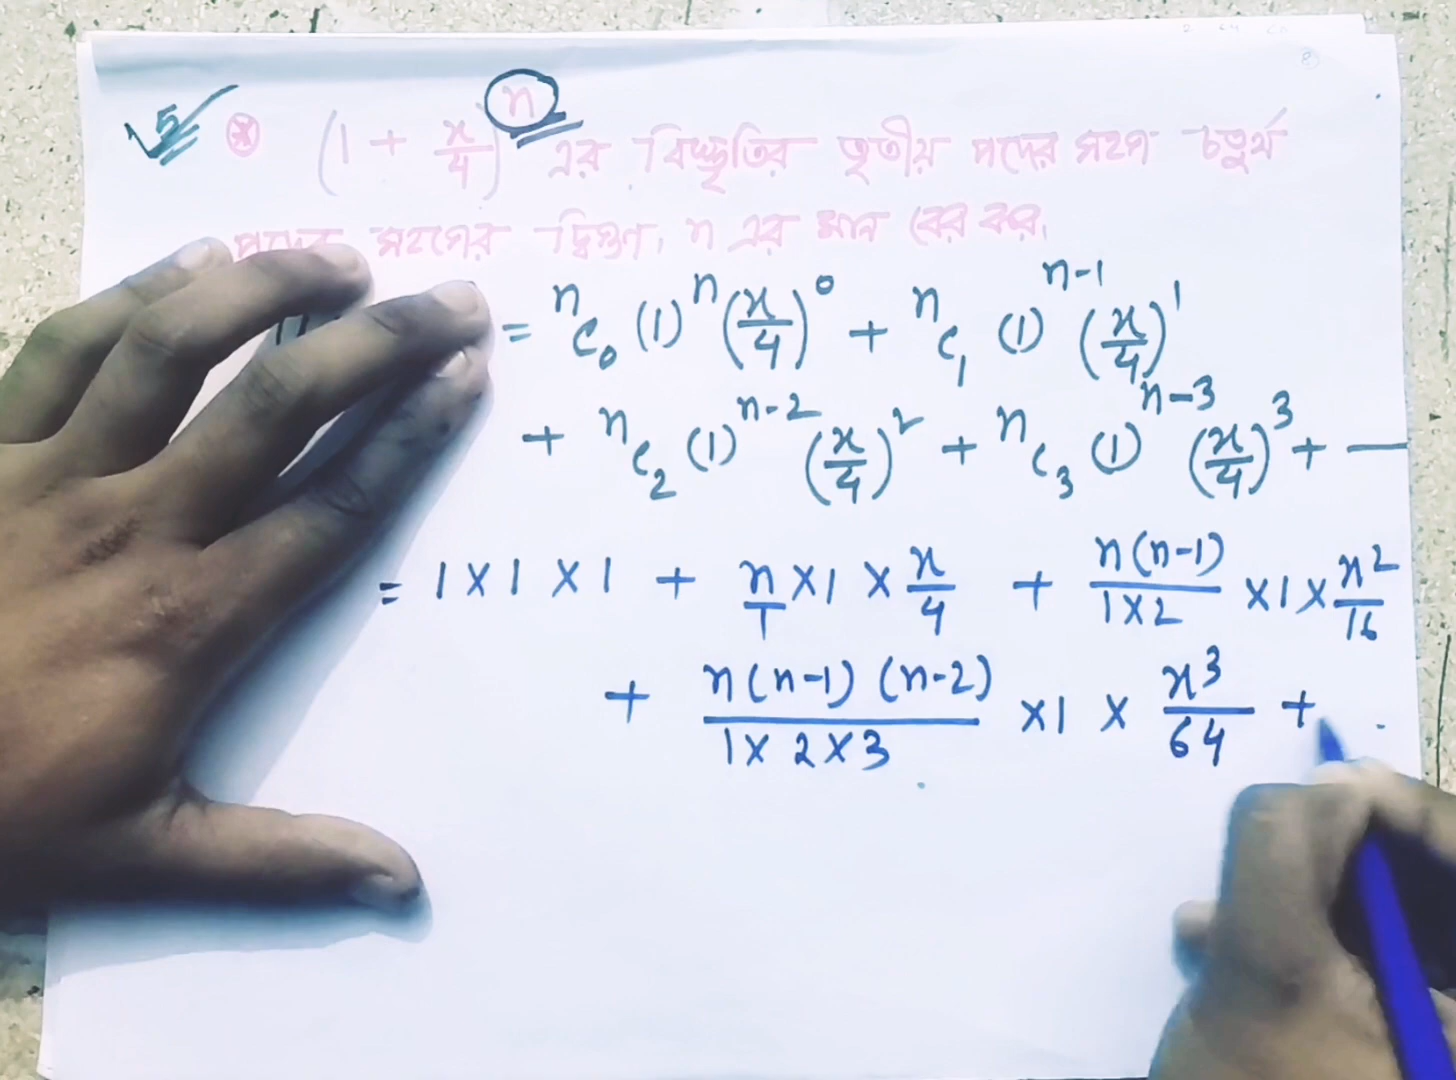 5 * (1 + x/4)^n এর বিস্তৃতির তৃতীয় পদের সহগ চতুর্থ
পদের সহগের দ্বিগুণ, n এর মান বের কর.
= ⁿC₀ (1)ⁿ (x/4)⁰ + ⁿC₁ (1)ⁿ⁻¹ (x/4)¹
+ ⁿC₂ (1)ⁿ⁻² (x/4)² + ⁿC₃ (1)ⁿ⁻³ (x/4)³ + —
= 1 × 1 × 1 + n/1 × 1 × x/4 + n(n-1)/1×2 × 1 × x²/16
+ n(n-1)(n-2)/1×2×3 × 1 × x³/64 +